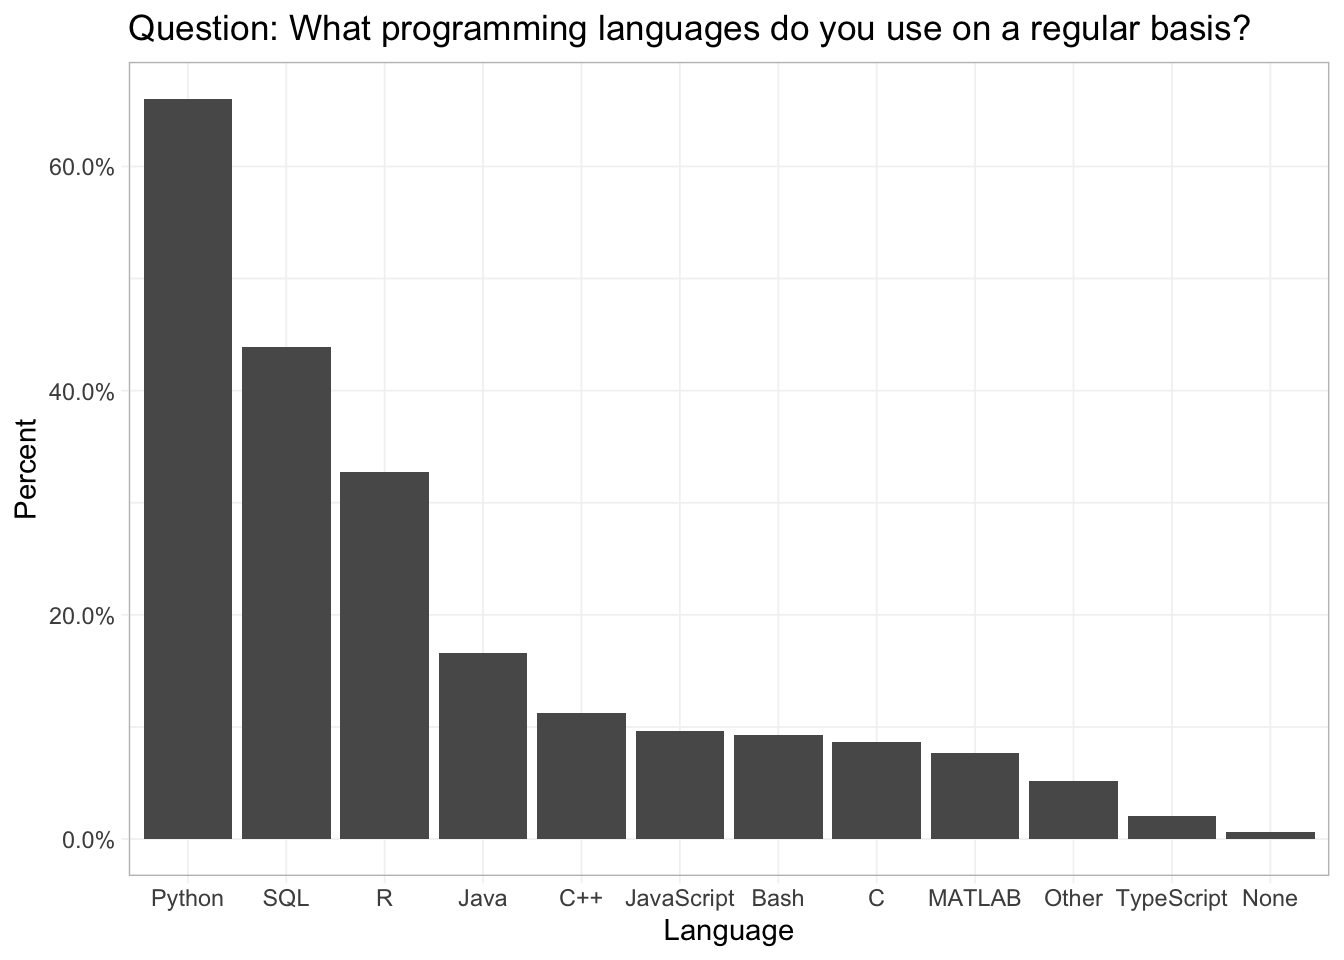 Question: What programming languages do you use on a regular basis?
Percent
60.0%
40.0%
20.0%
0.0%
Python SQL R Java C++ JavaScript Bash C MATLAB Other TypeScript None
Language